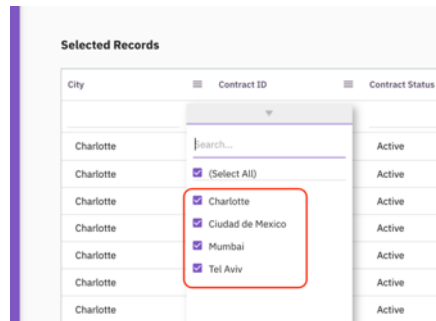 Selected Records
City Contract ID Contract Status
Search...
Charlotte Active
Charlotte (Select All) Active
Charlotte Charlotte Active
Charlotte Ciudad de Mexico Active
Charlotte Mumbai Active
Charlotte Tel Aviv Active
Charlotte Active